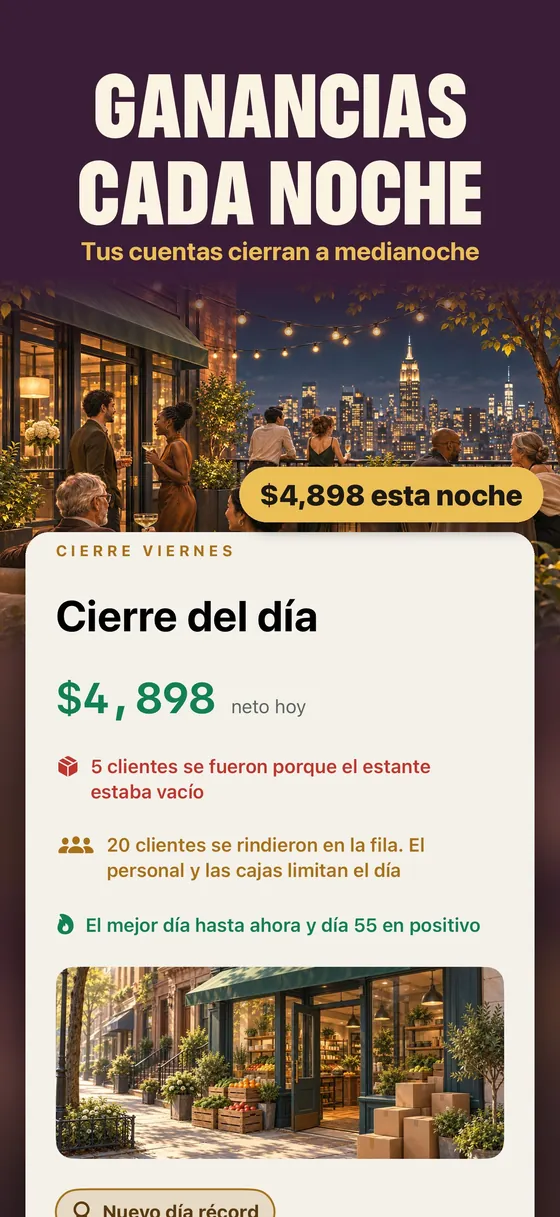 GANANCIAS
CADA NOCHE
Tus cuentas cierran a medianoche
$4,898 esta noche
CIERRE VIERNES
Cierre del día
$4,898 neto hoy
5 clientes se fueron porque el estante
estaba vacío
20 clientes se rindieron en la fila. El
personal y las cajas limitan el día
El mejor día hasta ahora y día 55 en positivo
Nuevo día récord